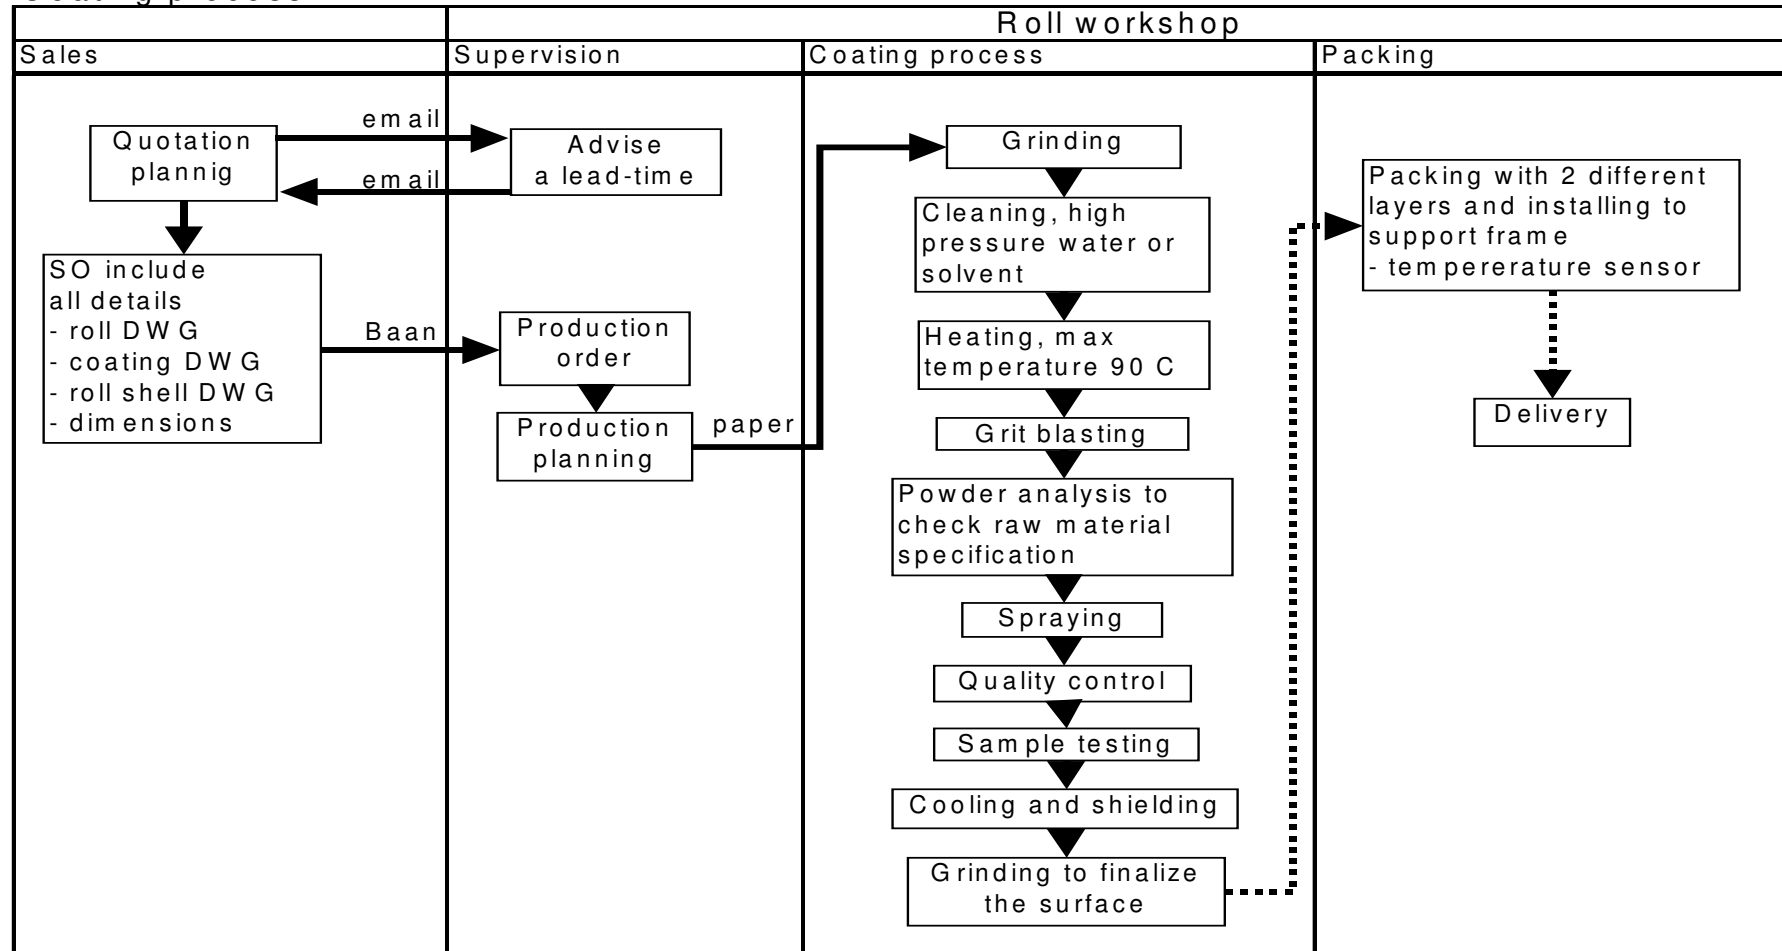 Coating process
Roll workshop
Sales
Supervision
Coating process
Packing
Quotation
plannig
email
email
Advise
a lead-time
SO include
all details
- roll DWG
- coating DWG
- roll shell DWG
- dimensions
Baan
Production
order
Production
planning
paper
Grinding
Cleaning, high
pressure water or
solvent
Heating, max
temperature 90 C
Grit blasting
Powder analysis to
check raw material
specification
Spraying
Quality control
Sample testing
Cooling and shielding
Grinding to finalize
the surface
Packing with 2 different
layers and installing to
support frame
- tempererature sensor
Delivery